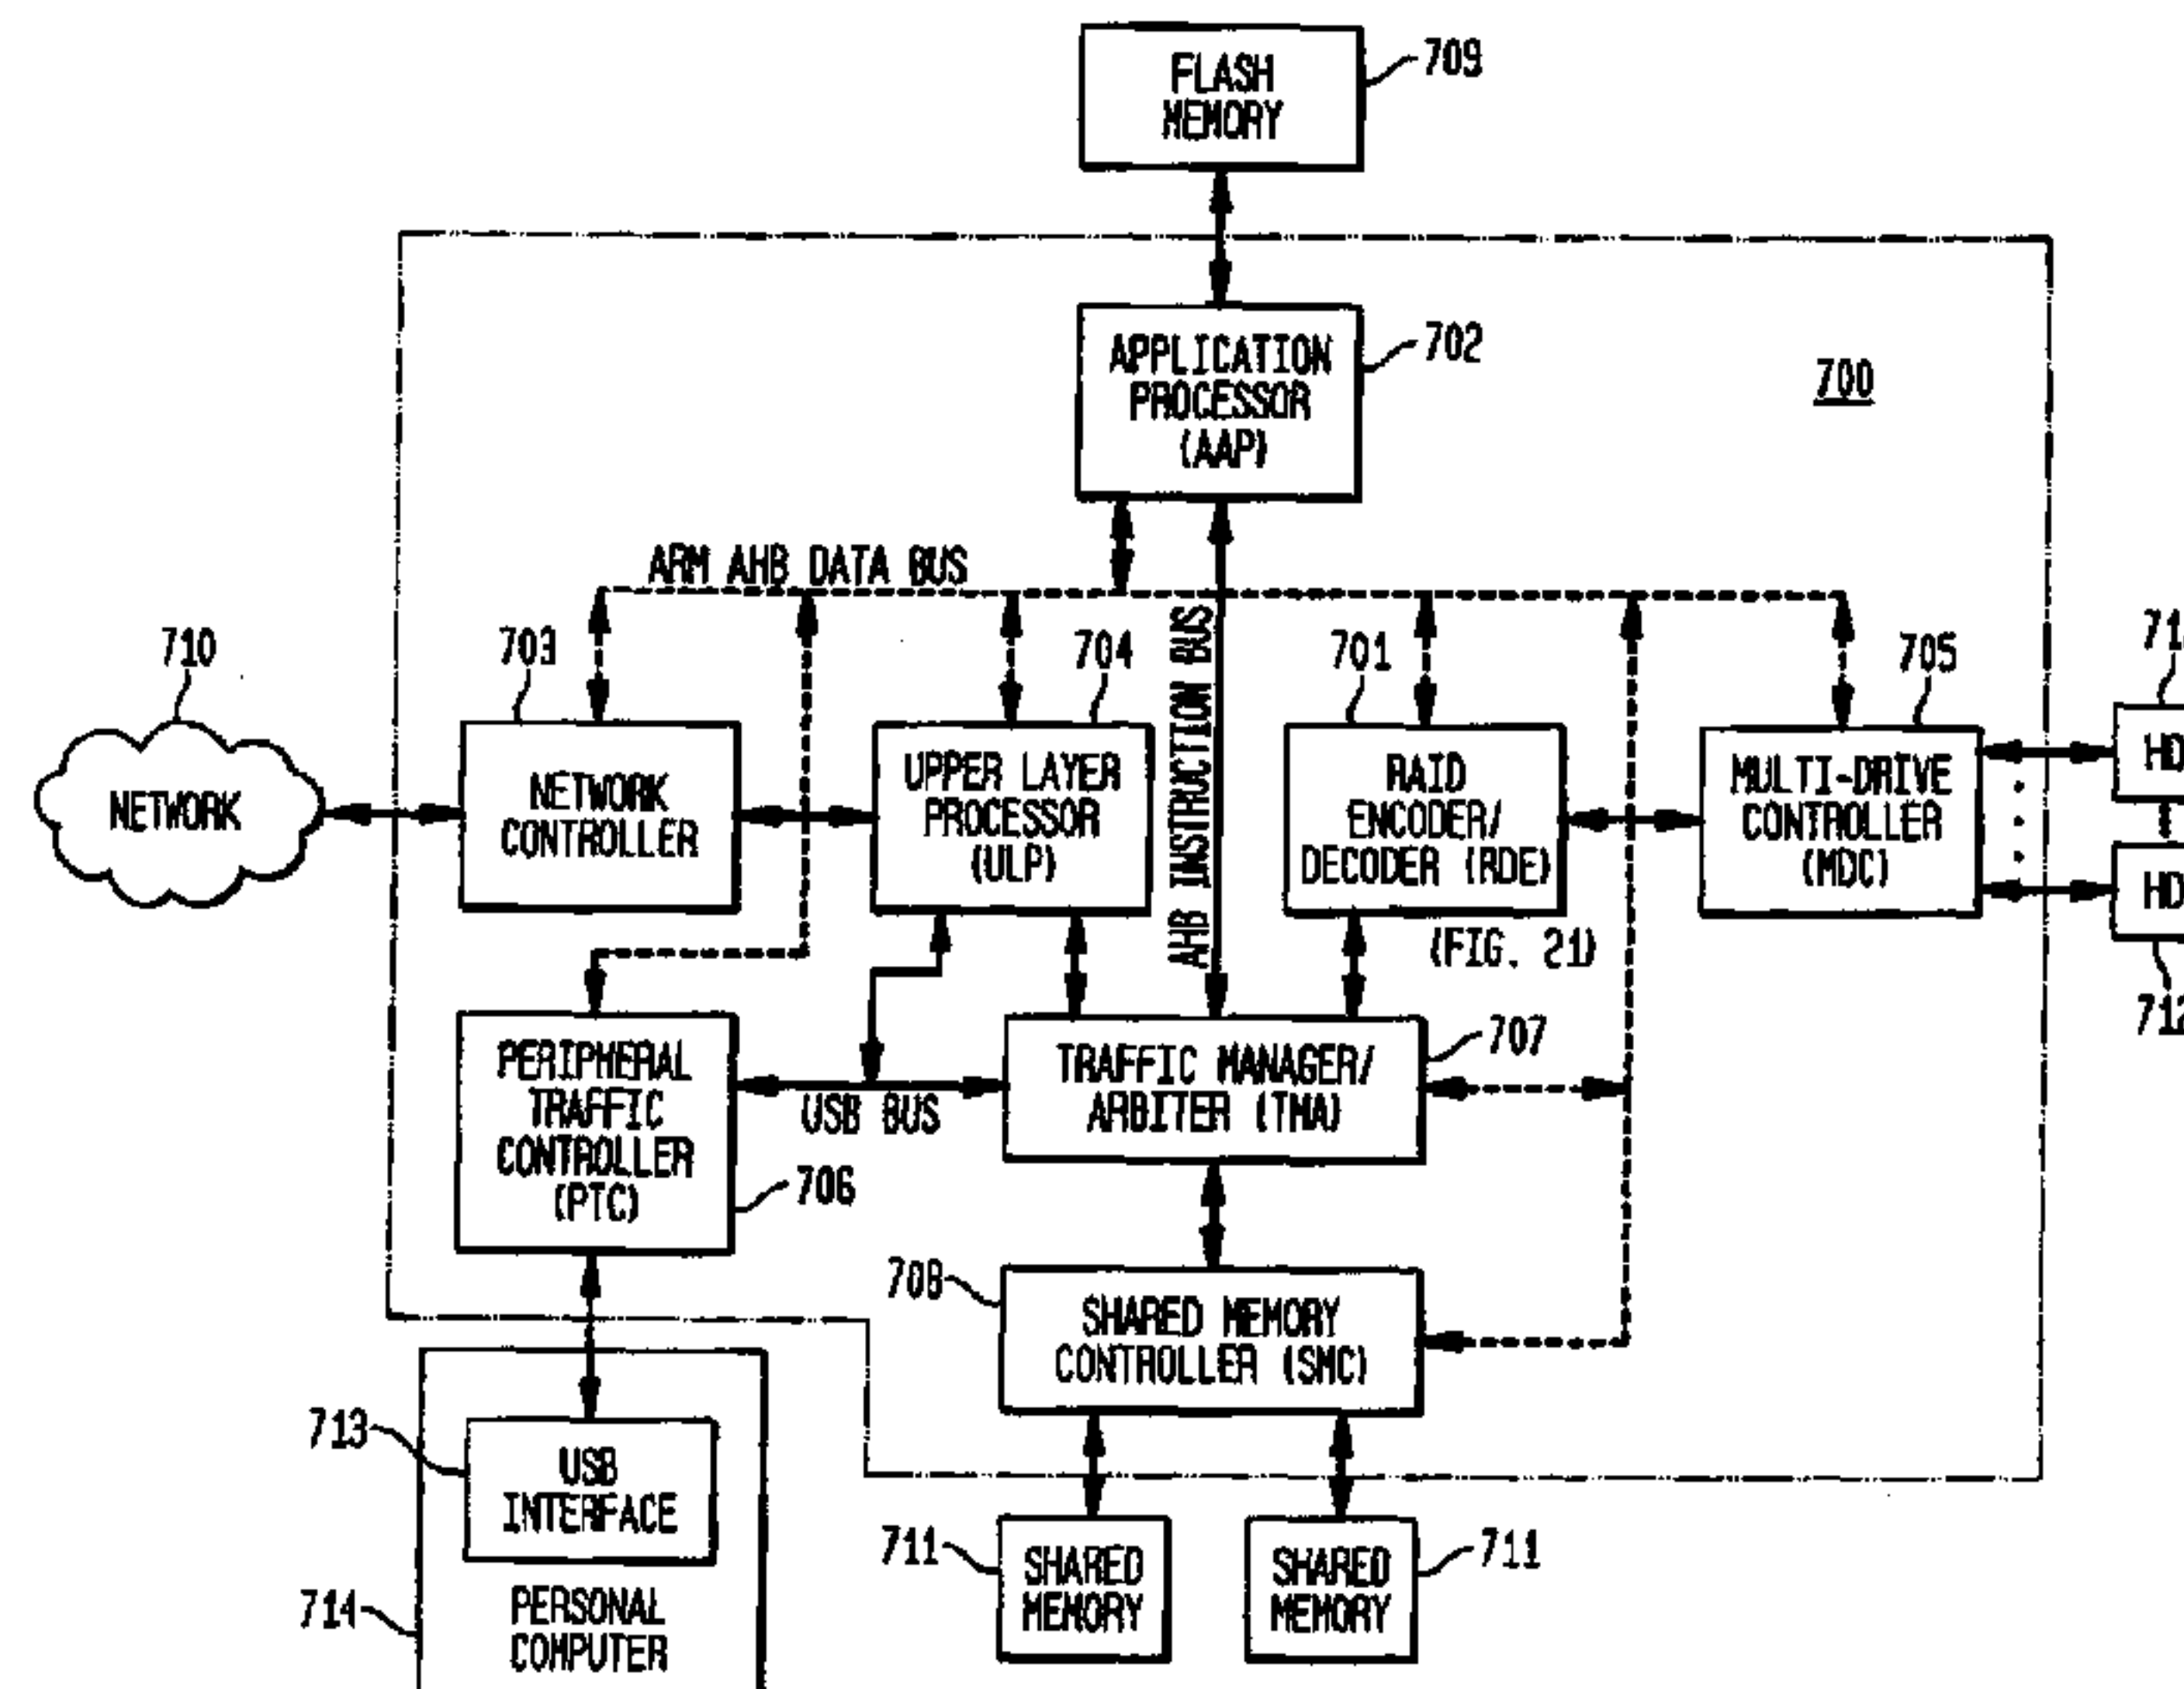 FLASH
MEMORY
709
APPLICATION
PROCESSOR
(AAP)
702
700
ARM AHB DATA BUS
AHB INSTRUCTION BUS
710
NETWORK
703
NETWORK
CONTROLLER
704
UPPER LAYER
PROCESSOR
(ULP)
701
RAID
ENCODER/
DECODER (RDE)
(FIG. 21)
705
MULTI-DRIVE
CONTROLLER
(MDC)
HD
HD
PERIPHERAL
TRAFFIC
CONTROLLER
(PTC)
706
USB BUS
TRAFFIC MANAGER/
ARBITER (TMA)
707
708
SHARED MEMORY
CONTROLLER (SMC)
713
USB
INTERFACE
714
PERSONAL
COMPUTER
711
SHARED
MEMORY
SHARED
MEMORY
711